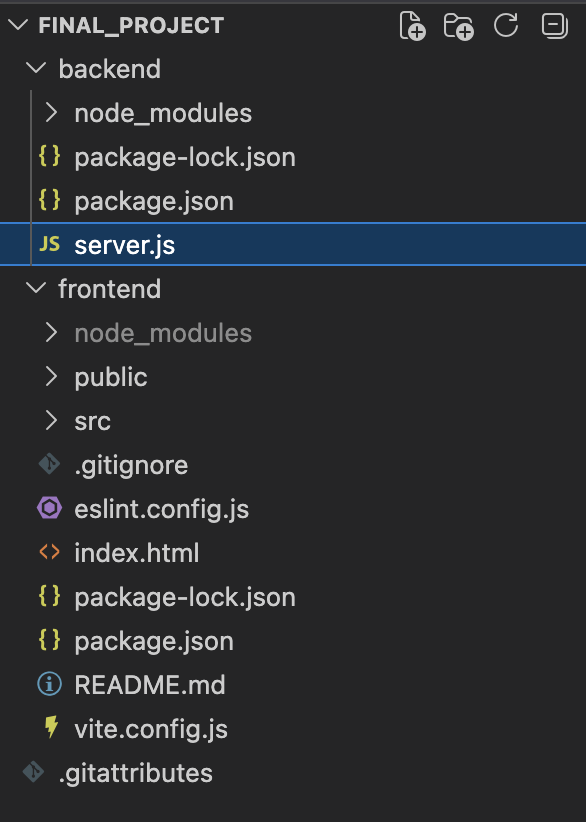 FINAL_PROJECT
backend
node_modules
{} package-lock.json
{} package.json
JS server.js
frontend
node_modules
public
src
.gitignore
eslint.config.js
<> index.html
{} package-lock.json
{} package.json
README.md
vite.config.js
.gitattributes